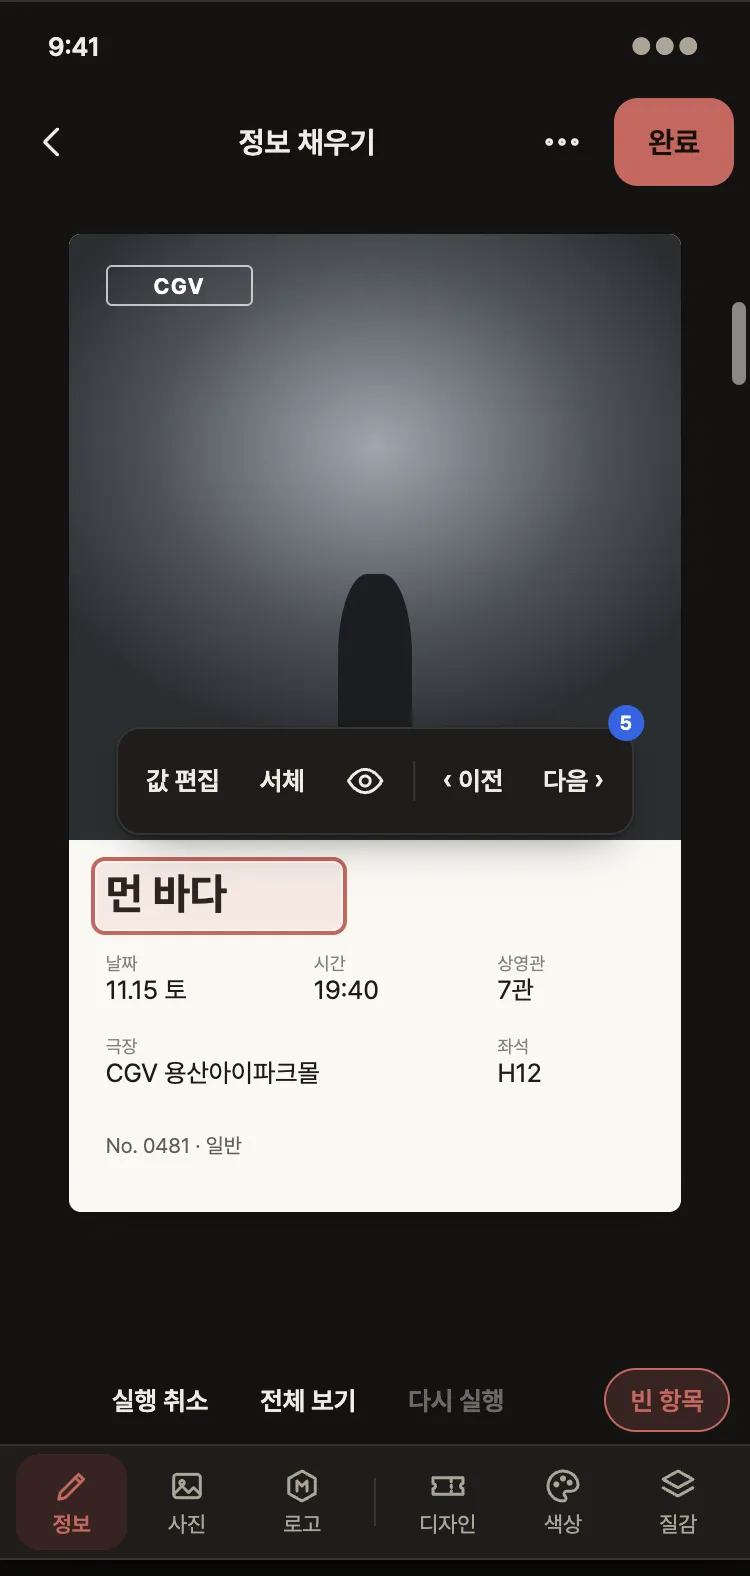 9:41
정보 채우기
완료
CGV
5
값 편집 서체 ‹ 이전 다음 ›
먼 바다
날짜 시간 상영관
11.15 토 19:40 7관
극장 좌석
CGV 용산아이파크몰 H12
No. 0481 · 일반
실행 취소 전체 보기 다시 실행 빈 항목
정보 사진 로고 디자인 색상 질감